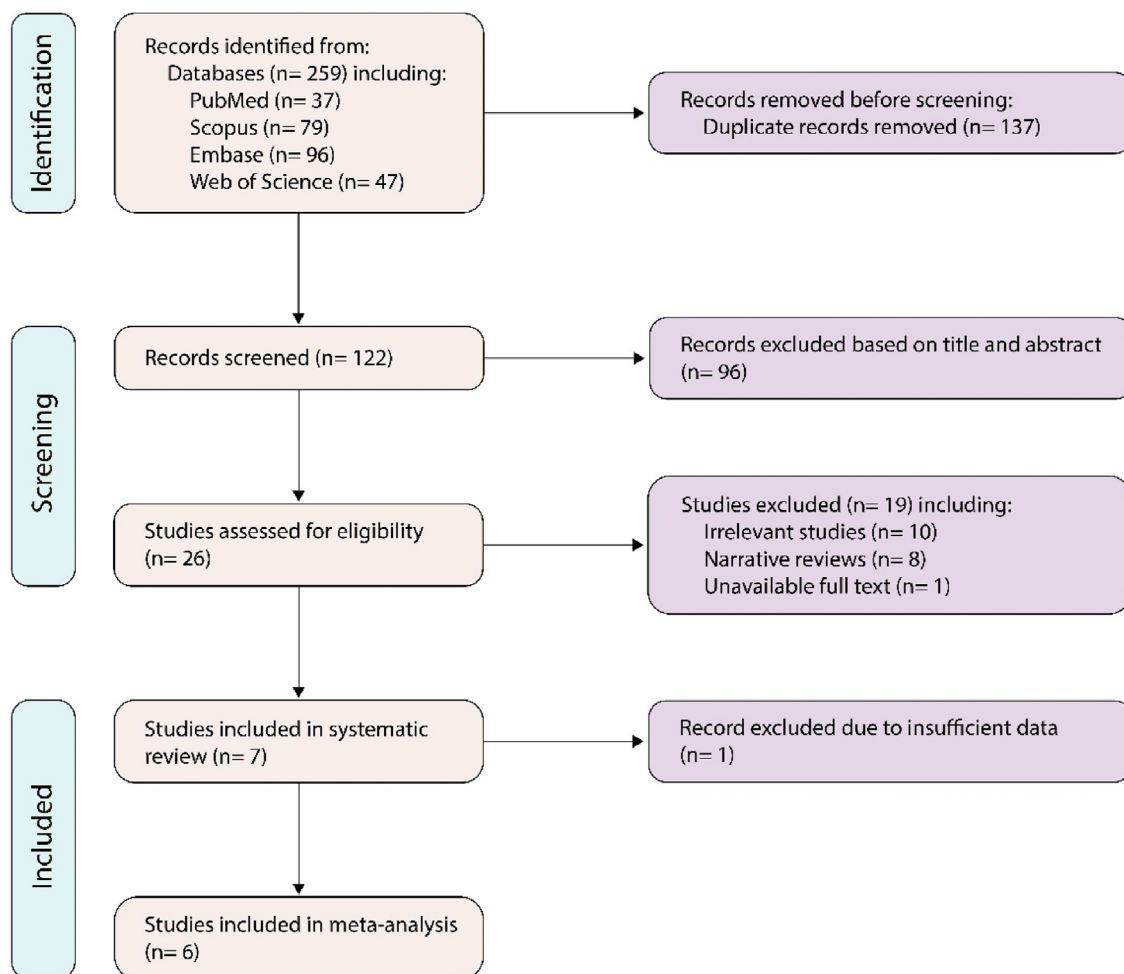 Identification
Records identified from:
Databases (n= 259) including:
PubMed (n= 37)
Scopus (n= 79)
Embase (n= 96)
Web of Science (n= 47)
Records removed before screening:
Duplicate records removed (n= 137)
Screening
Records screened (n= 122)
Records excluded based on title and abstract
(n= 96)
Studies assessed for eligibility
(n= 26)
Studies excluded (n= 19) including:
Irrelevant studies (n= 10)
Narrative reviews (n= 8)
Unavailable full text (n= 1)
Included
Studies included in systematic
review (n= 7)
Record excluded due to insufficient data
(n= 1)
Studies included in meta-analysis
(n= 6)